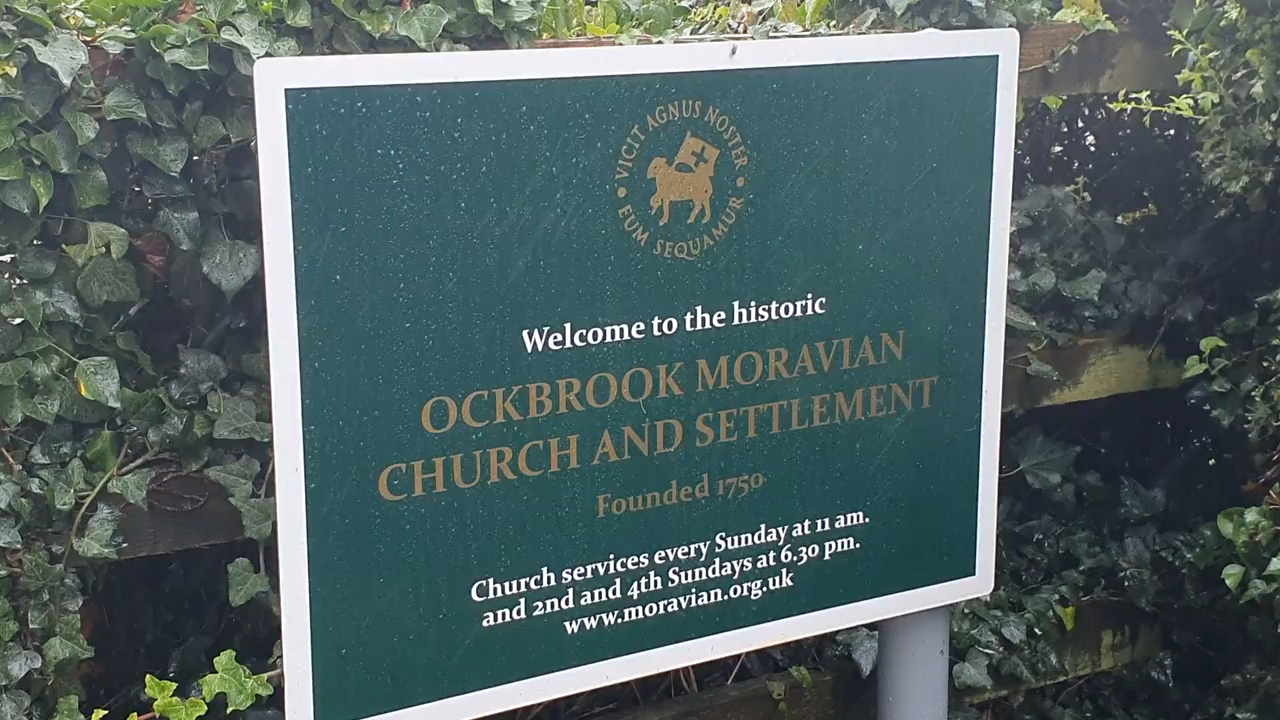 VICIT AGNUS NOSTER
EUM SEQUAMUR
Welcome to the historic
OCKBROOK MORAVIAN
CHURCH AND SETTLEMENT
Founded 1750
Church services every Sunday at 11 am.
and 2nd and 4th Sundays at 6.30 pm.
www.moravian.org.uk